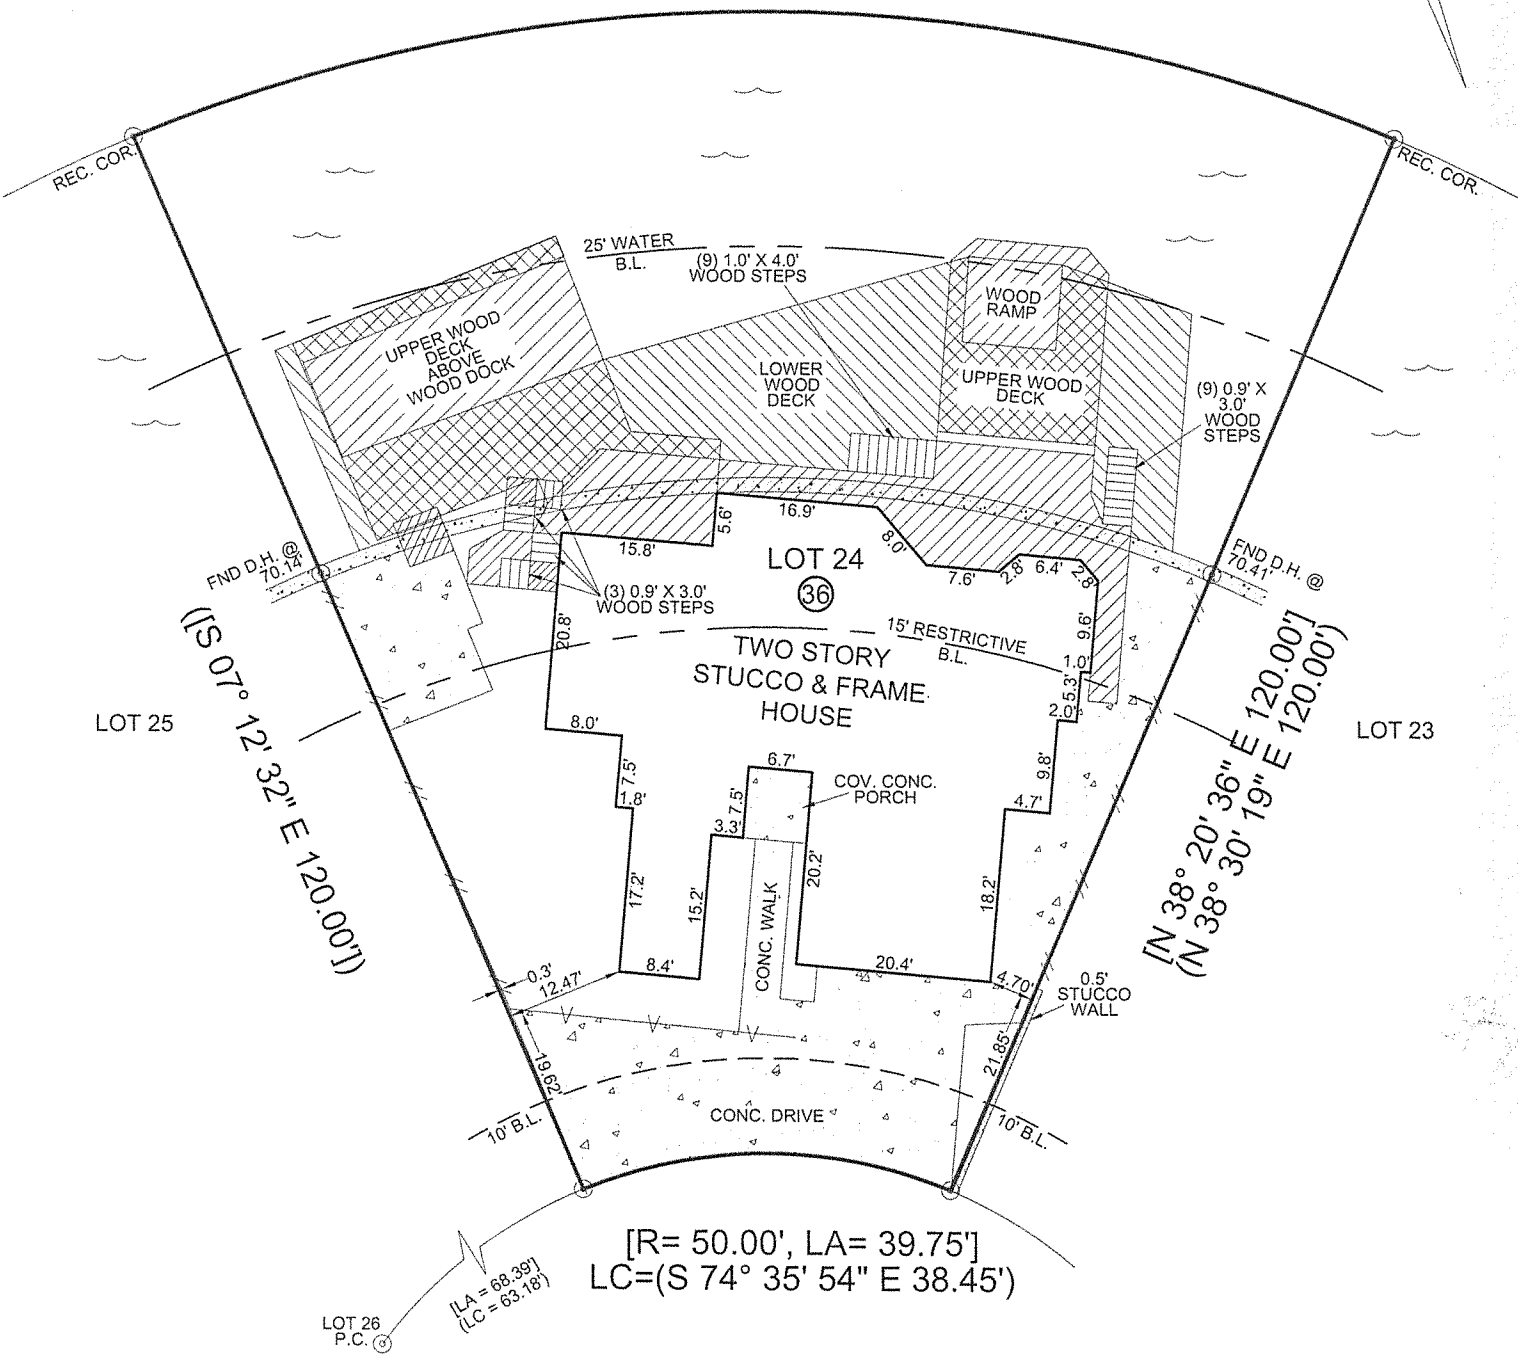 REC. COR.
REC. COR.
25' WATER
B.L.
(9) 1.0' X 4.0'
WOOD STEPS
WOOD
RAMP
UPPER WOOD
DECK
ABOVE
WOOD DOCK
LOWER
WOOD
DECK
UPPER WOOD
DECK
(9) 0.9' X
3.0'
WOOD
STEPS
16.9'
5.6'
15.8'
8.0'
7.6'
2.8'
6.4'
2.8'
LOT 24
36
FND D.H. @
70.14'
FND D.H. @
70.41'
(3) 0.9' X 3.0'
WOOD STEPS
20.8'
9.6'
15' RESTRICTIVE
B.L.
1.0'
5.3'
2.0'
TWO STORY
STUCCO & FRAME
HOUSE
LOT 25
LOT 23
([S 07° 12' 32" E 120.00'])
[N 38° 20' 36" E 120.00']
(N 38° 30' 19" E 120.00')
8.0'
7.5'
1.8'
6.7'
7.5'
3.3'
COV. CONC.
PORCH
9.8'
4.7'
17.2'
15.2'
20.2'
18.2'
CONC. WALK
0.3'
12.47'
8.4'
20.4'
4.70'
0.5'
STUCCO
WALL
19.62'
21.85'
10' B.L.
CONC. DRIVE
10' B.L.
[R= 50.00', LA= 39.75']
LC=(S 74° 35' 54" E 38.45')
[LA = 68.39']
(LC = 63.18')
LOT 26
P.C.